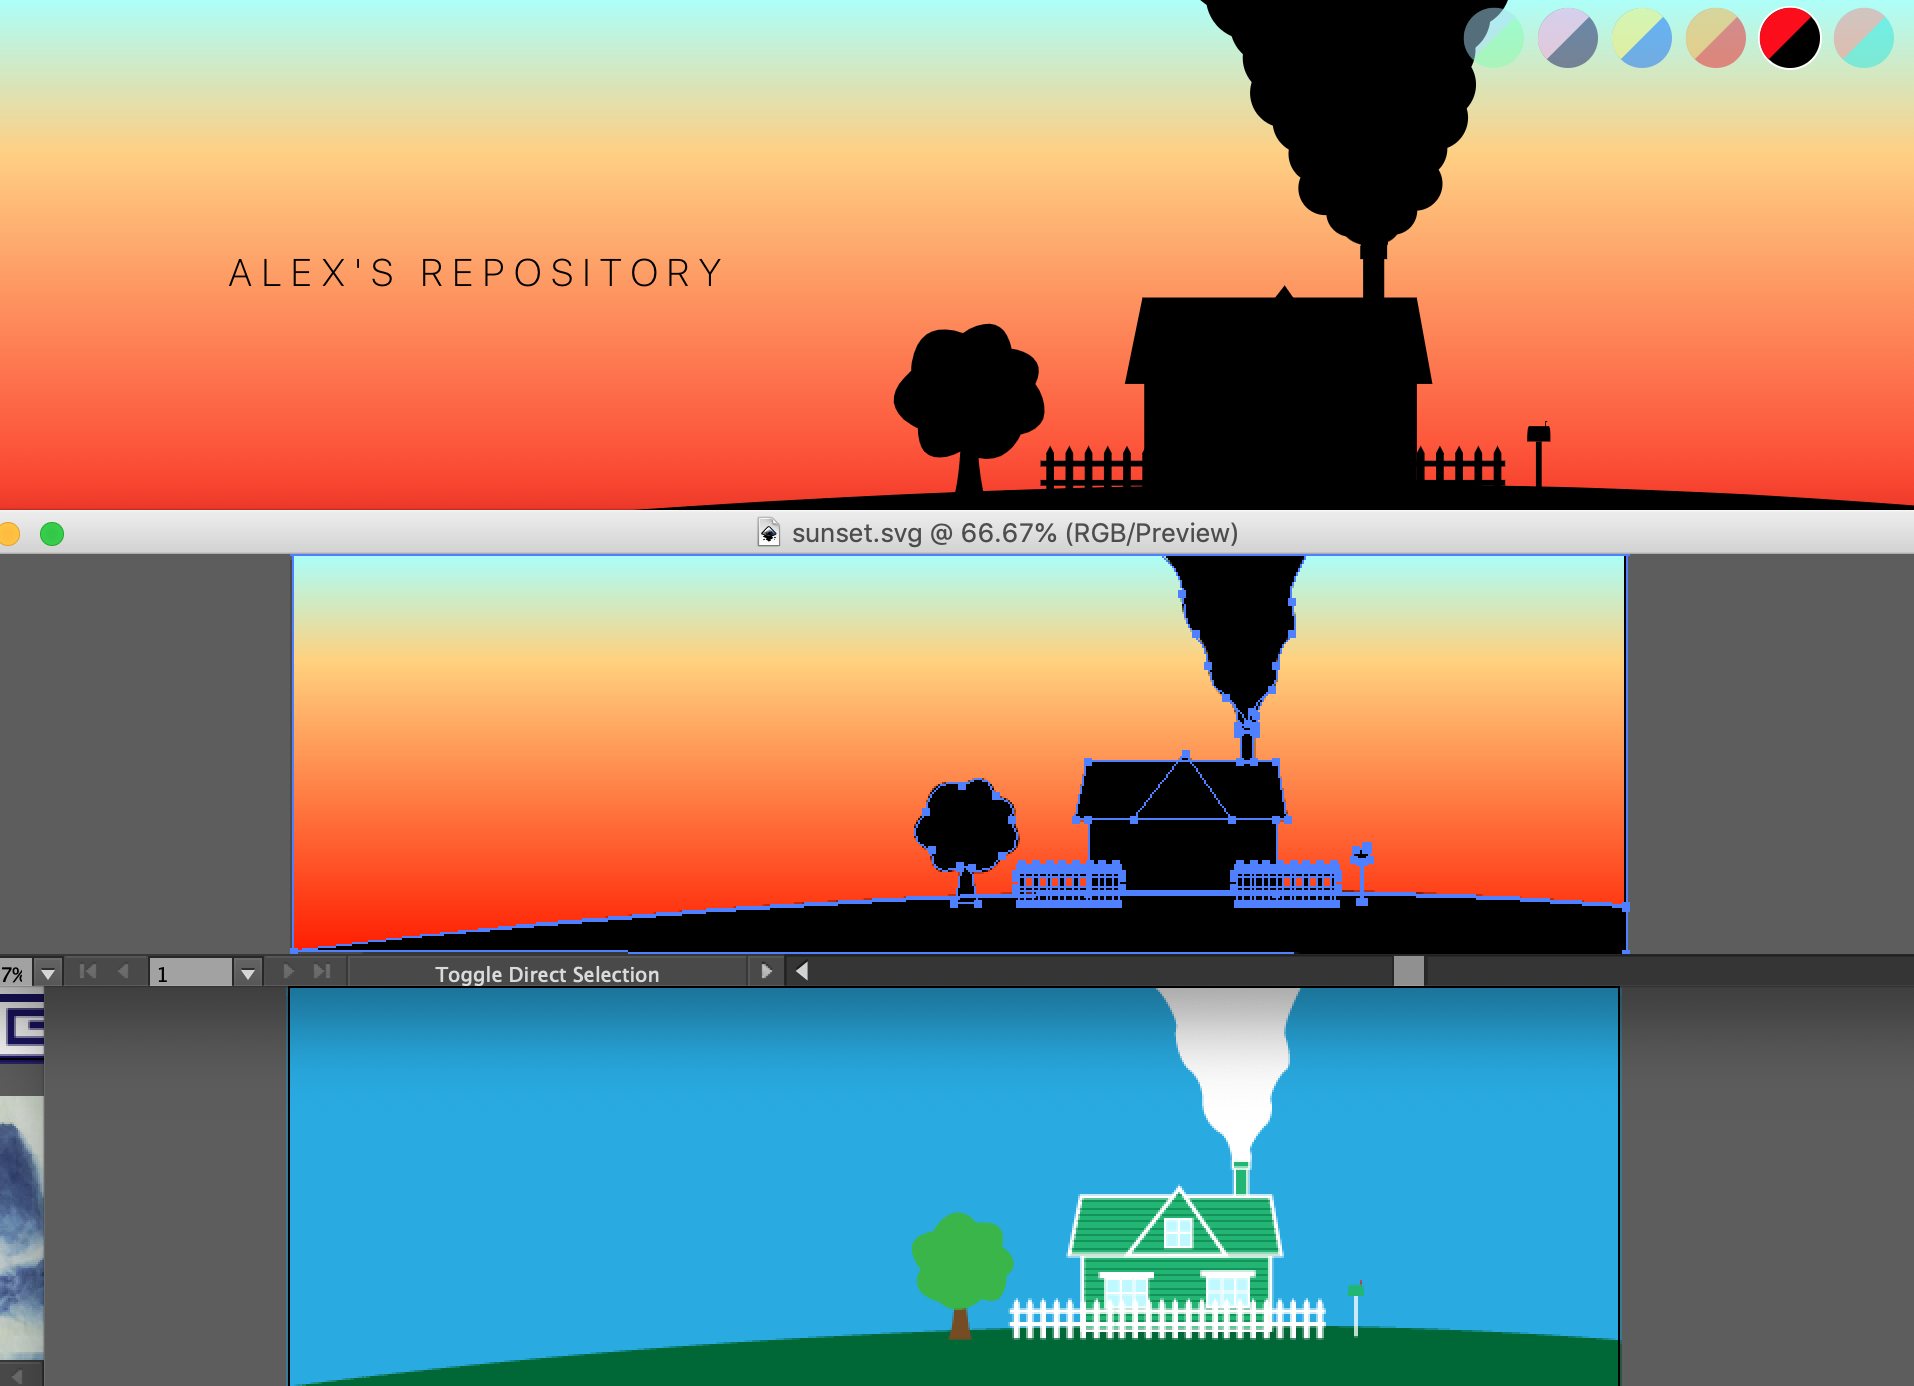 ALEX'S REPOSITORY
sunset.svg @ 66.67% (RGB/Preview)
7%
1
Toggle Direct Selection